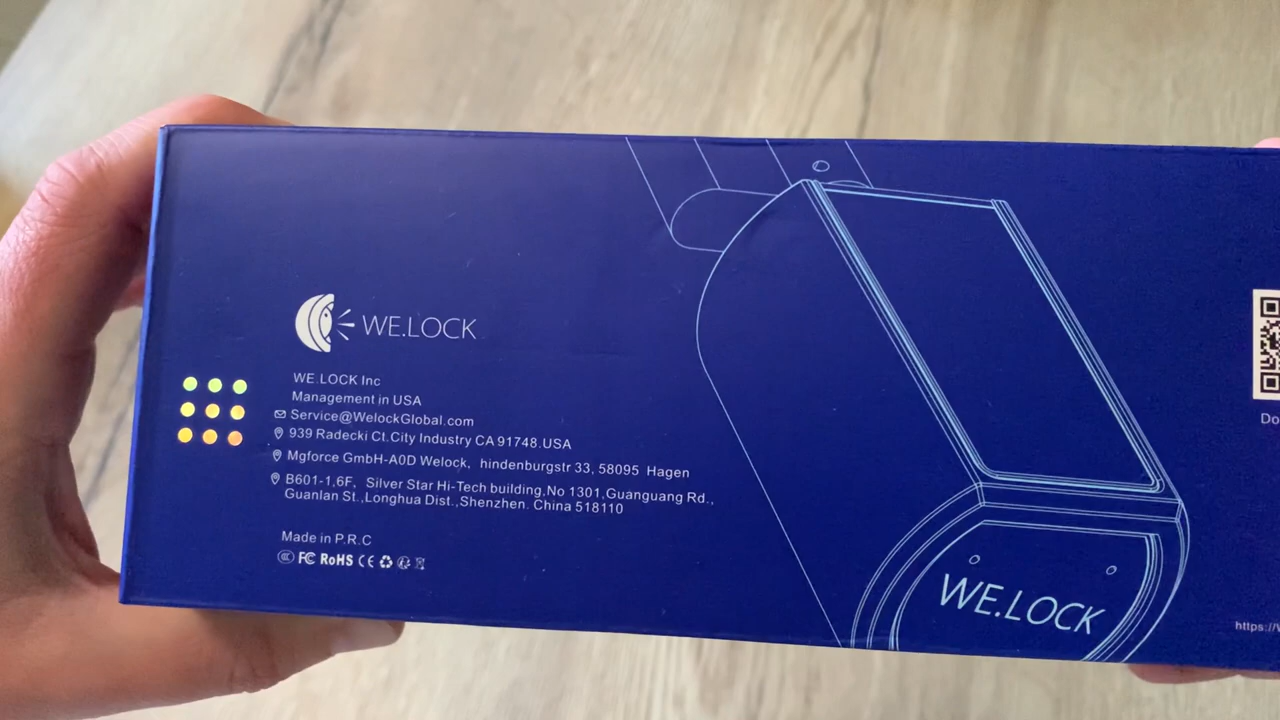 WE.LOCK
WE.LOCK Inc
Management in USA
Service@WelockGlobal.com
939 Radecki Ct.City Industry CA 91748.USA
Mgforce GmbH-A0D Welock, hindenburgstr 33, 58095 Hagen
B601-1,6F, Silver Star Hi-Tech building,No 1301,Guanguang Rd.,
Guanlan St.,Longhua Dist.,Shenzhen. China 518110
Made in P.R.C
FC RoHS CE
WE.LOCK
Do
https://